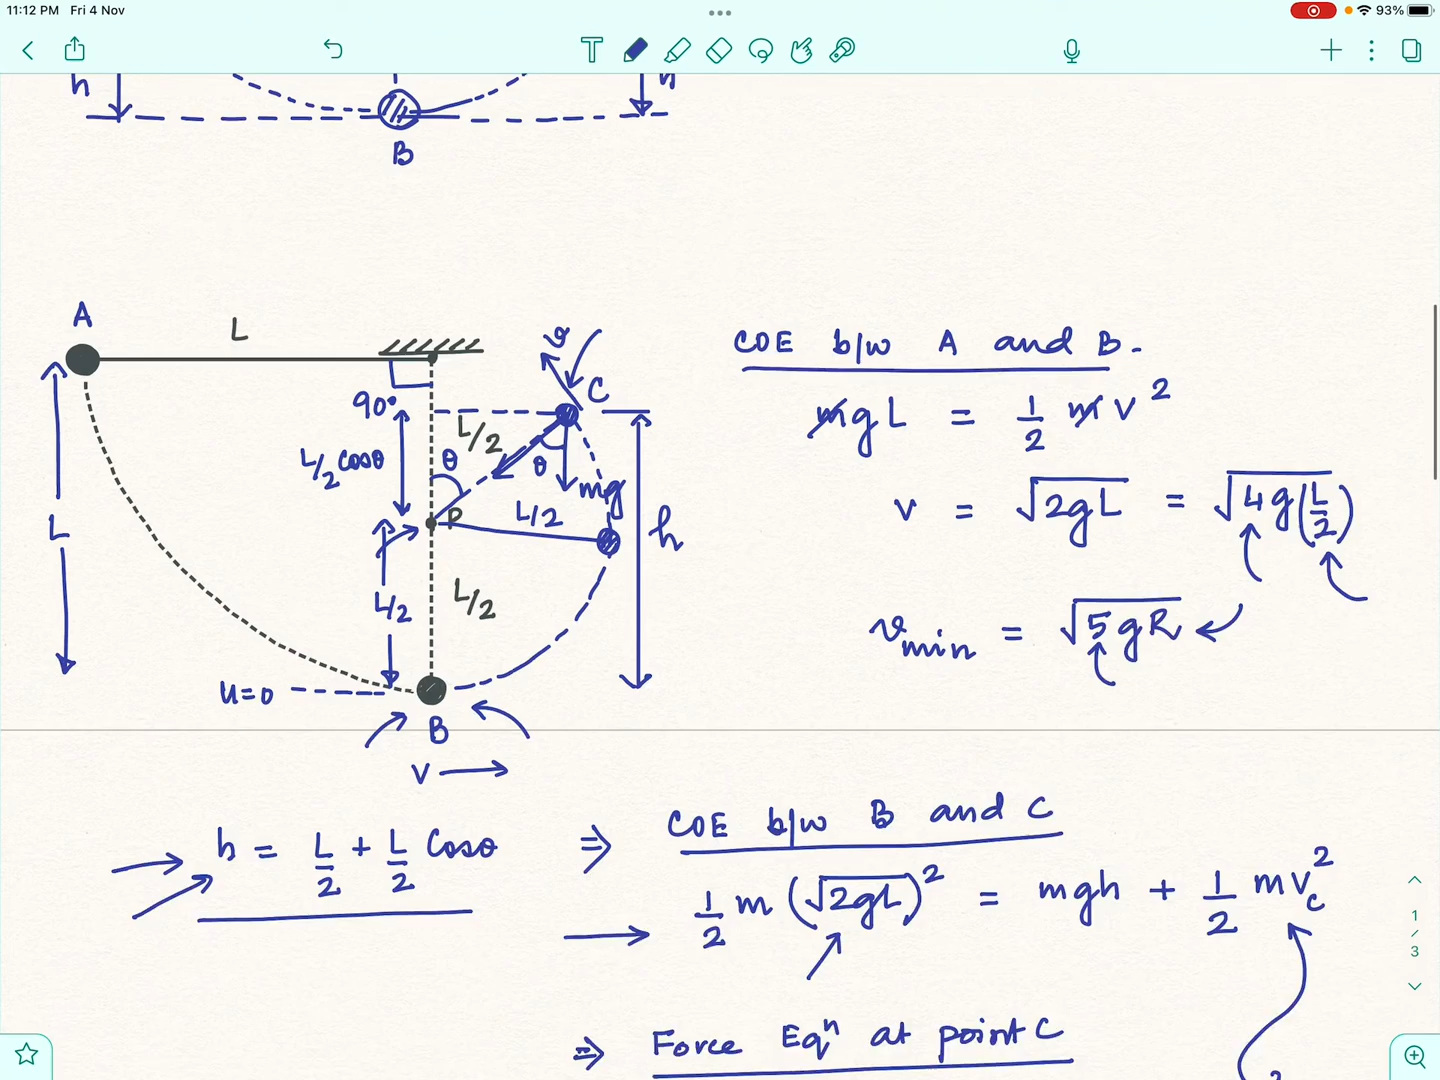 11:12 PM Fri 4 Nov
93%
T
h
h
B
A
L
90°
L/2 cosθ
L/2
θ
C
v
θ
mg
P
L/2
h
L
L/2
L/2
u=0
B
v
COE b/w A and B.
mgL = 1/2 mv²
v = √2gL = √4g(L/2)
vmin = √5gR
h = L/2 + L/2 Cosθ
⇒
COE b/w B and C
1/2 m (√2gL)² = mgh + 1/2 mv_c²
⇒ Force Eqⁿ at point C
2
1
/
3